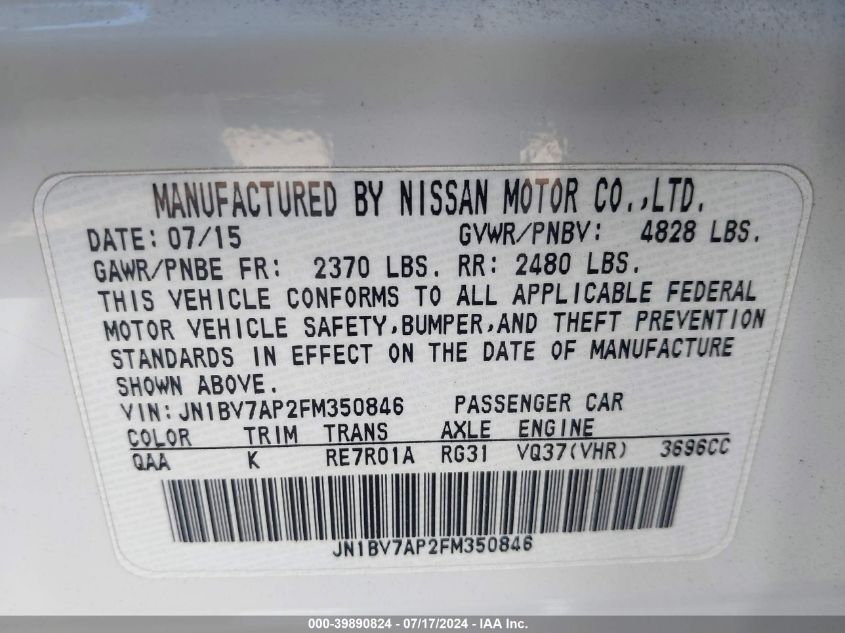 MANUFACTURED BY NISSAN MOTOR CO.,LTD.
DATE: 07/15 GVWR/PNBV: 4828 LBS.
GAWR/PNBE FR: 2370 LBS. RR: 2480 LBS.
THIS VEHICLE CONFORMS TO ALL APPLICABLE FEDERAL
MOTOR VEHICLE SAFETY,BUMPER,AND THEFT PREVENTION
STANDARDS IN EFFECT ON THE DATE OF MANUFACTURE
SHOWN ABOVE.
VIN: JN1BV7AP2FM350846 PASSENGER CAR
COLOR TRIM TRANS AXLE ENGINE
QAA K RE7R01A RG31 VQ37(VHR) 3696CC
JN1BV7AP2FM350846
000-39890824 / 07/17/2024 - ©IAA Inc.